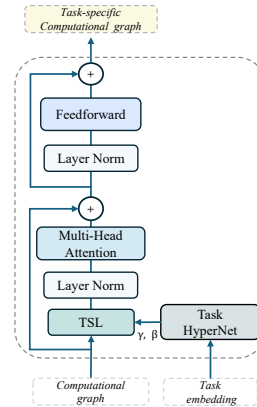 Task-specific
Computational graph
+
Feedforward
Layer Norm
+
Multi-Head
Attention
Layer Norm
TSL
γ, β
Task
HyperNet
Computational
graph
Task
embedding